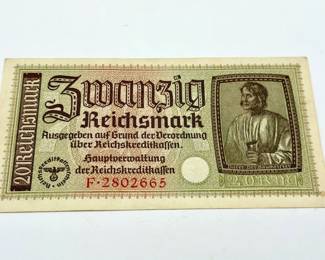 20 Reichsmark
Zwanzig
Reichsmark
Ausgegeben auf Grund der Verordnung
über Reichskreditkassen.
Hauptverwaltung
der Reichskreditkassen
F·2802665